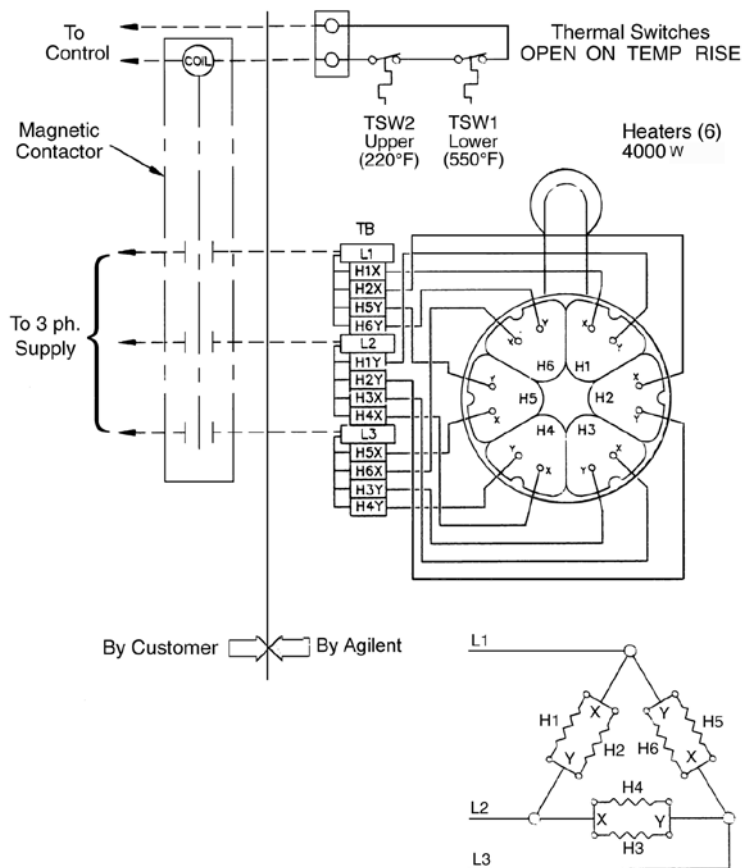 To
Control
COIL
Thermal Switches
OPEN ON TEMP RISE
TSW2
Upper
(220°F)
TSW1
Lower
(550°F)
Heaters (6)
4000 W
Magnetic
Contactor
TB
L1
H1X
H2X
H5Y
H6Y
L2
H1Y
H2Y
H3X
H4X
L3
H5X
H6X
H3Y
H4Y
To 3 ph.
Supply
Y
X
X
Y
H6
H1
Y
X
H5
H2
X
Y
H4
H3
Y
X
Y
X
By Customer
By Agilent
L1
H1
X
Y
H2
Y
H5
H6
X
H4
L2
X
Y
H3
L3